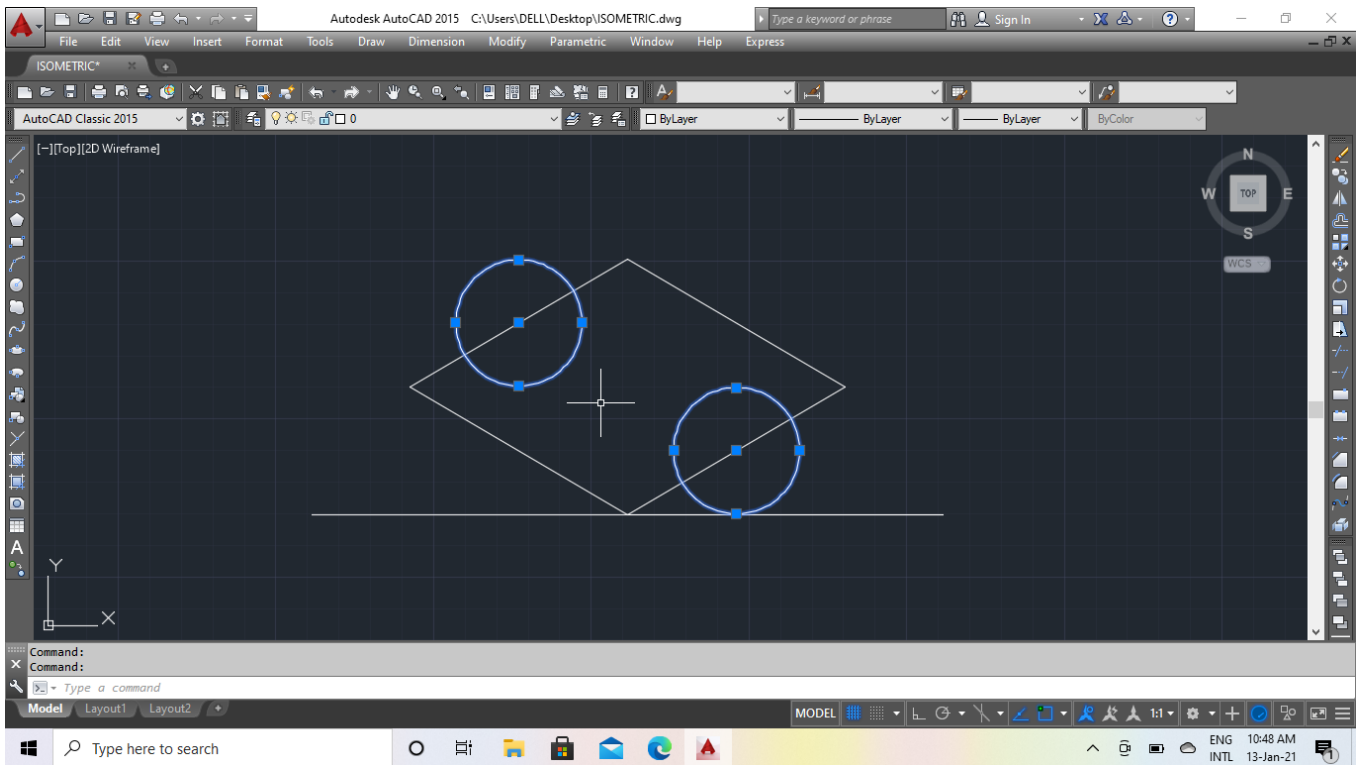 Autodesk AutoCAD 2015 C:\Users\DELL\Desktop\ISOMETRIC.dwg Type a keyword or phrase Sign In
File Edit View Insert Format Tools Draw Dimension Modify Parametric Window Help Express
ISOMETRIC*
AutoCAD Classic 2015 0 ByLayer ByLayer ByLayer ByColor
[−][Top][2D Wireframe]
N
W TOP E
S
WCS
Y
X
Command:
Command:
Type a command
Model Layout1 Layout2 + MODEL 1:1
Type here to search
ENG 10:48 AM
INTL 13-Jan-21
1